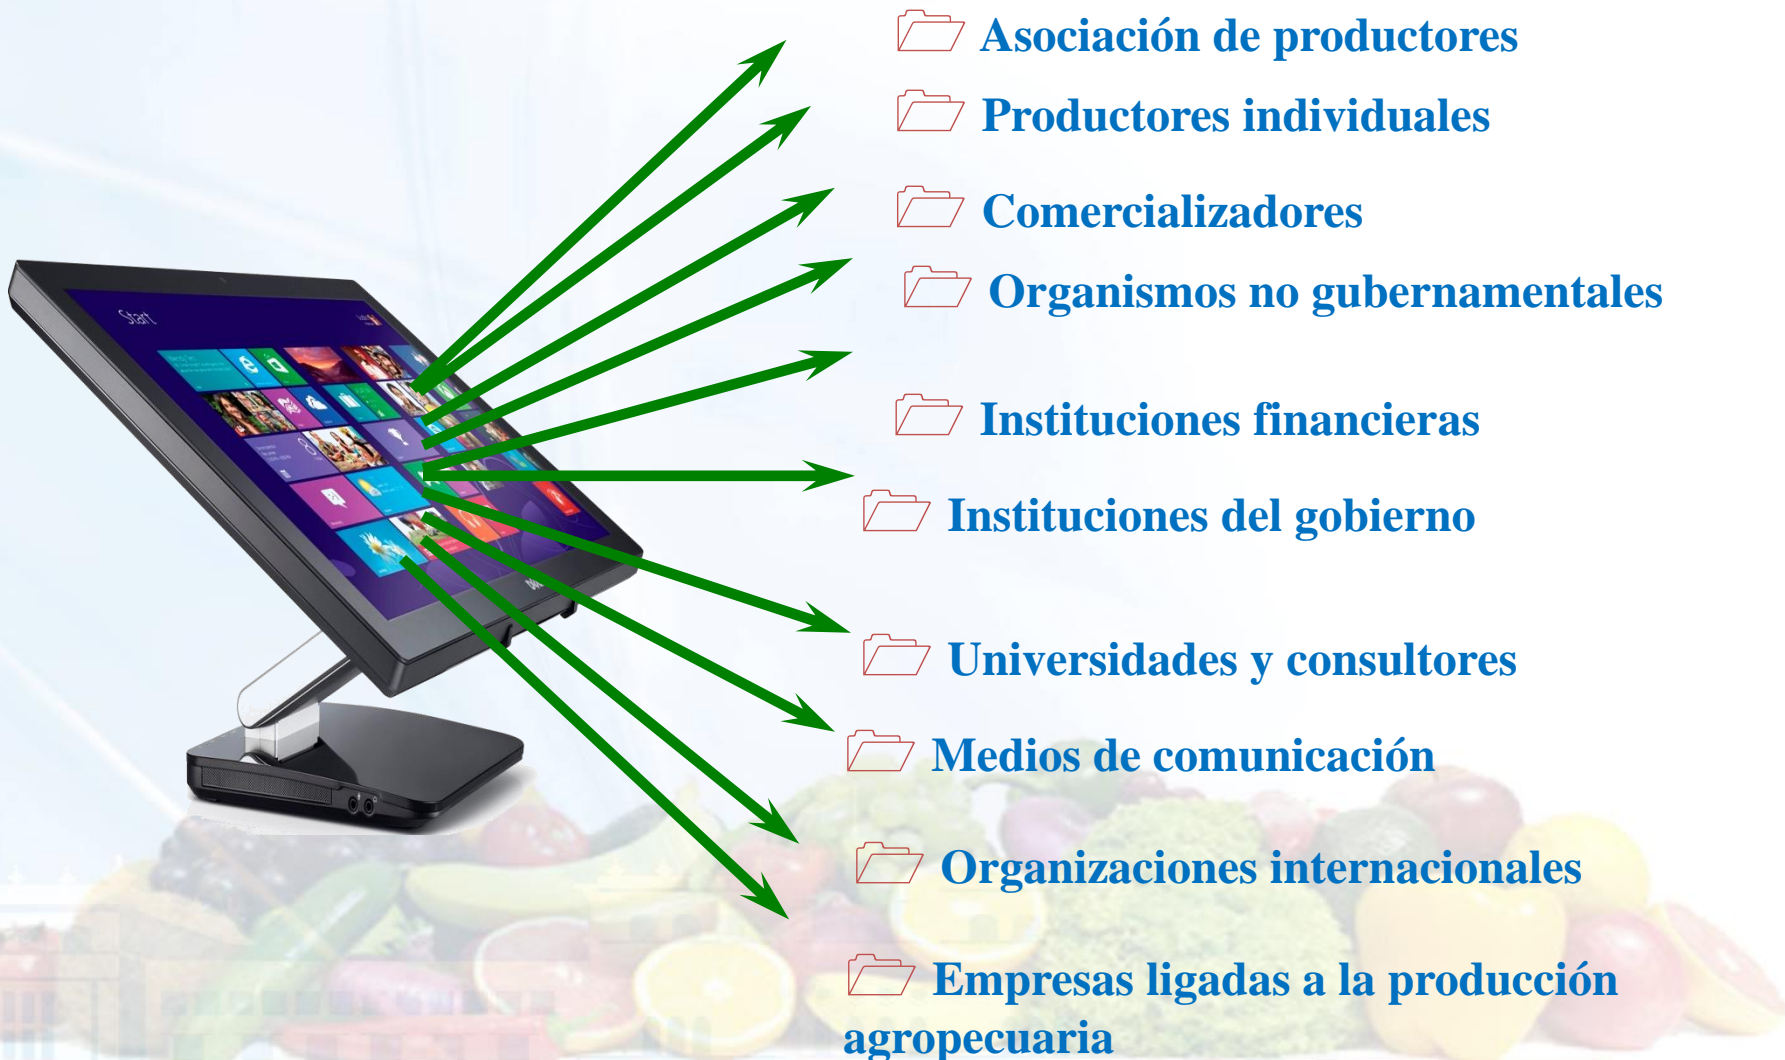 Asociación de productores
Productores individuales
Comercializadores
Organismos no gubernamentales
Instituciones financieras
Instituciones del gobierno
Universidades y consultores
Medios de comunicación
Organizaciones internacionales
Empresas ligadas a la producción
agropecuaria
Start